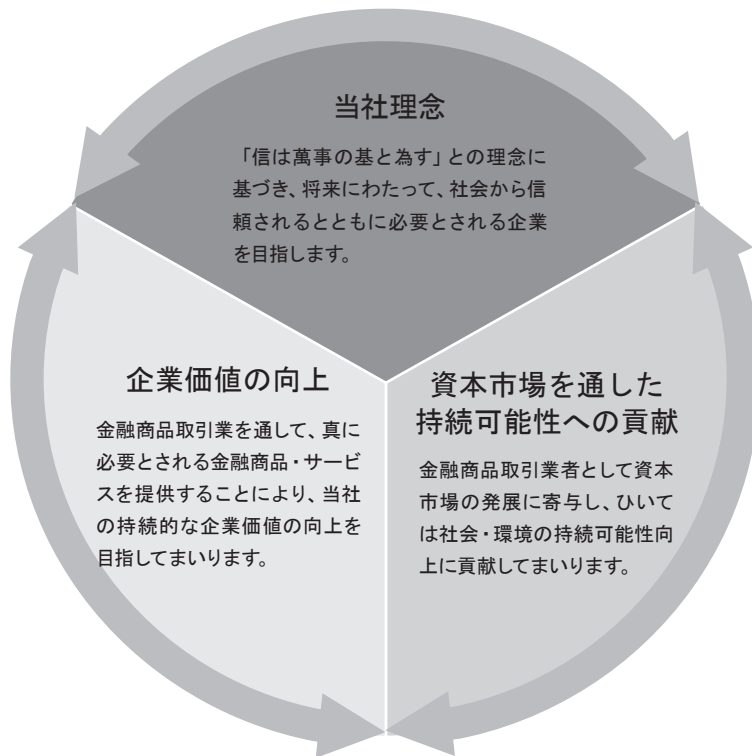 当社理念
「信は萬事の基と為す」との理念に
基づき、将来にわたって、社会から信
頼されるとともに必要とされる企業
を目指します。
企業価値の向上
金融商品取引業を通して、真に
必要とされる金融商品・サービ
スを提供することにより、当社
の持続的な企業価値の向上を
目指してまいります。
資本市場を通した
持続可能性への貢献
金融商品取引業者として資本
市場の発展に寄与し、ひいて
は社会・環境の持続可能性向
上に貢献してまいります。